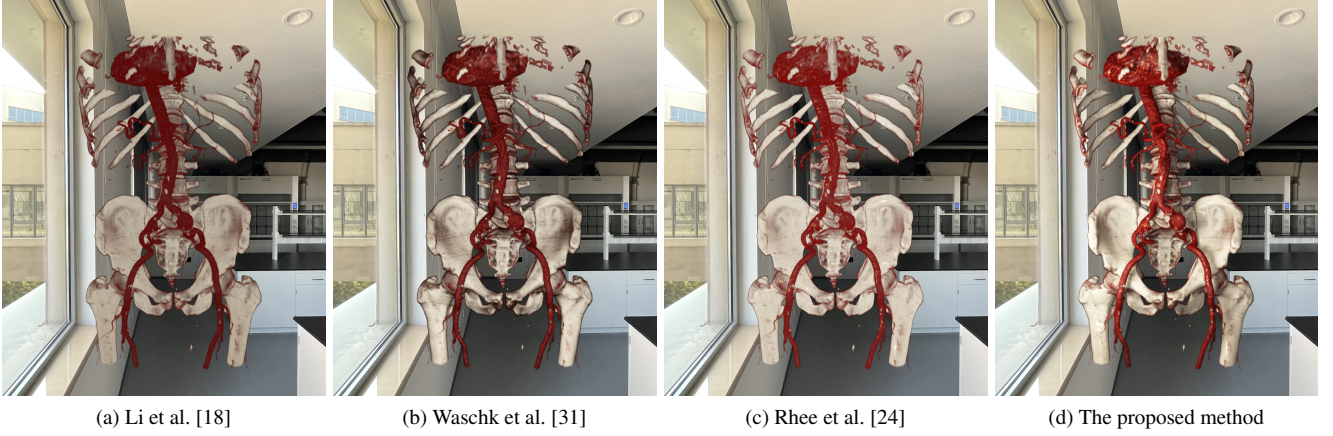 (a) Li et al. [18]
(b) Waschk et al. [31]
(c) Rhee et al. [24]
(d) The proposed method